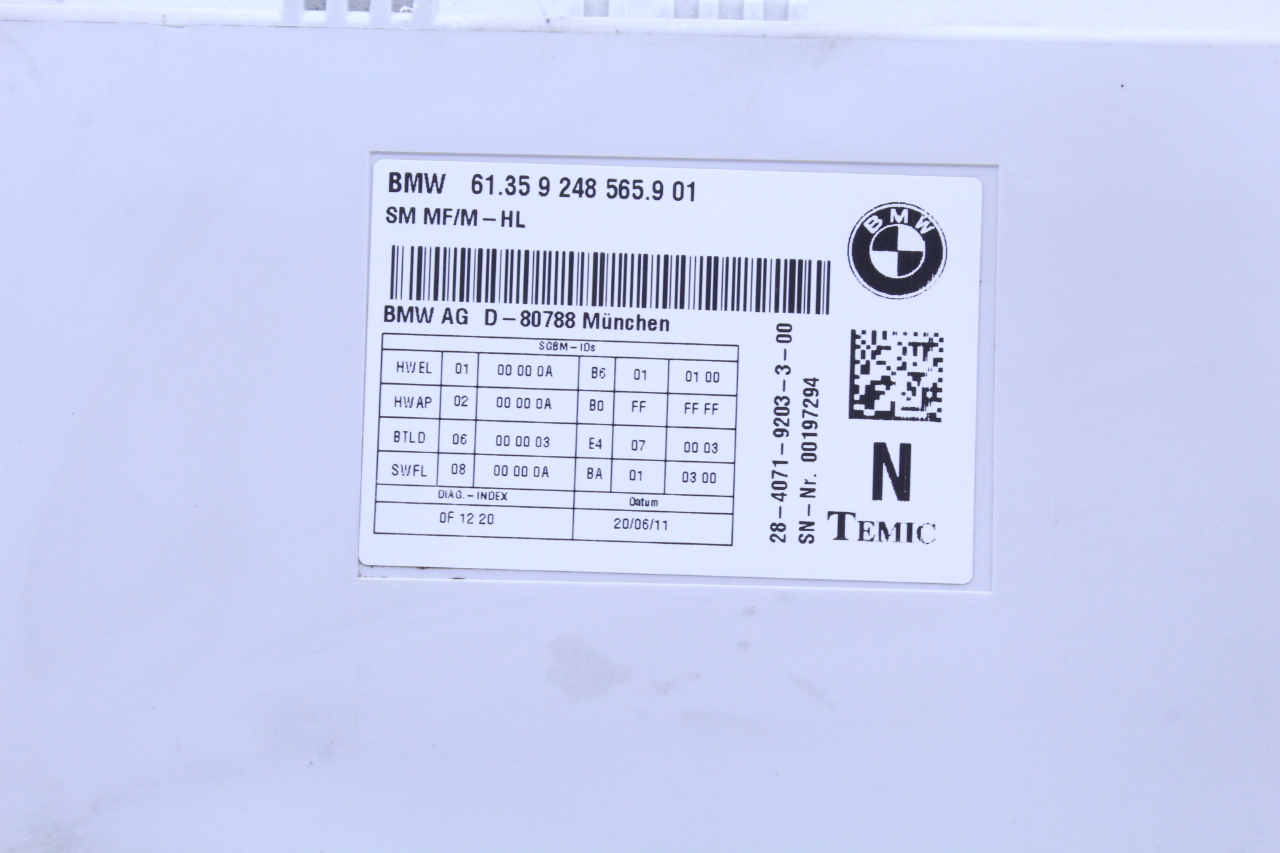 BMW 61.35 9 248 565.9 01
SM MF/M-HL
BMW
BMW AG D-80788 München
SGBM-IDs
HWEL 01 00 00 0A B6 01 01 00
HWAP 02 00 00 0A B0 FF FF FF
BTLD 06 00 00 03 E4 07 00 03
SWFL 08 00 00 0A BA 01 03 00
DIAG.-INDEX Datum
0F 12 20 20/06/11
28-4071-9203-3-00
SN-Nr. 00197294
N
TEMIC